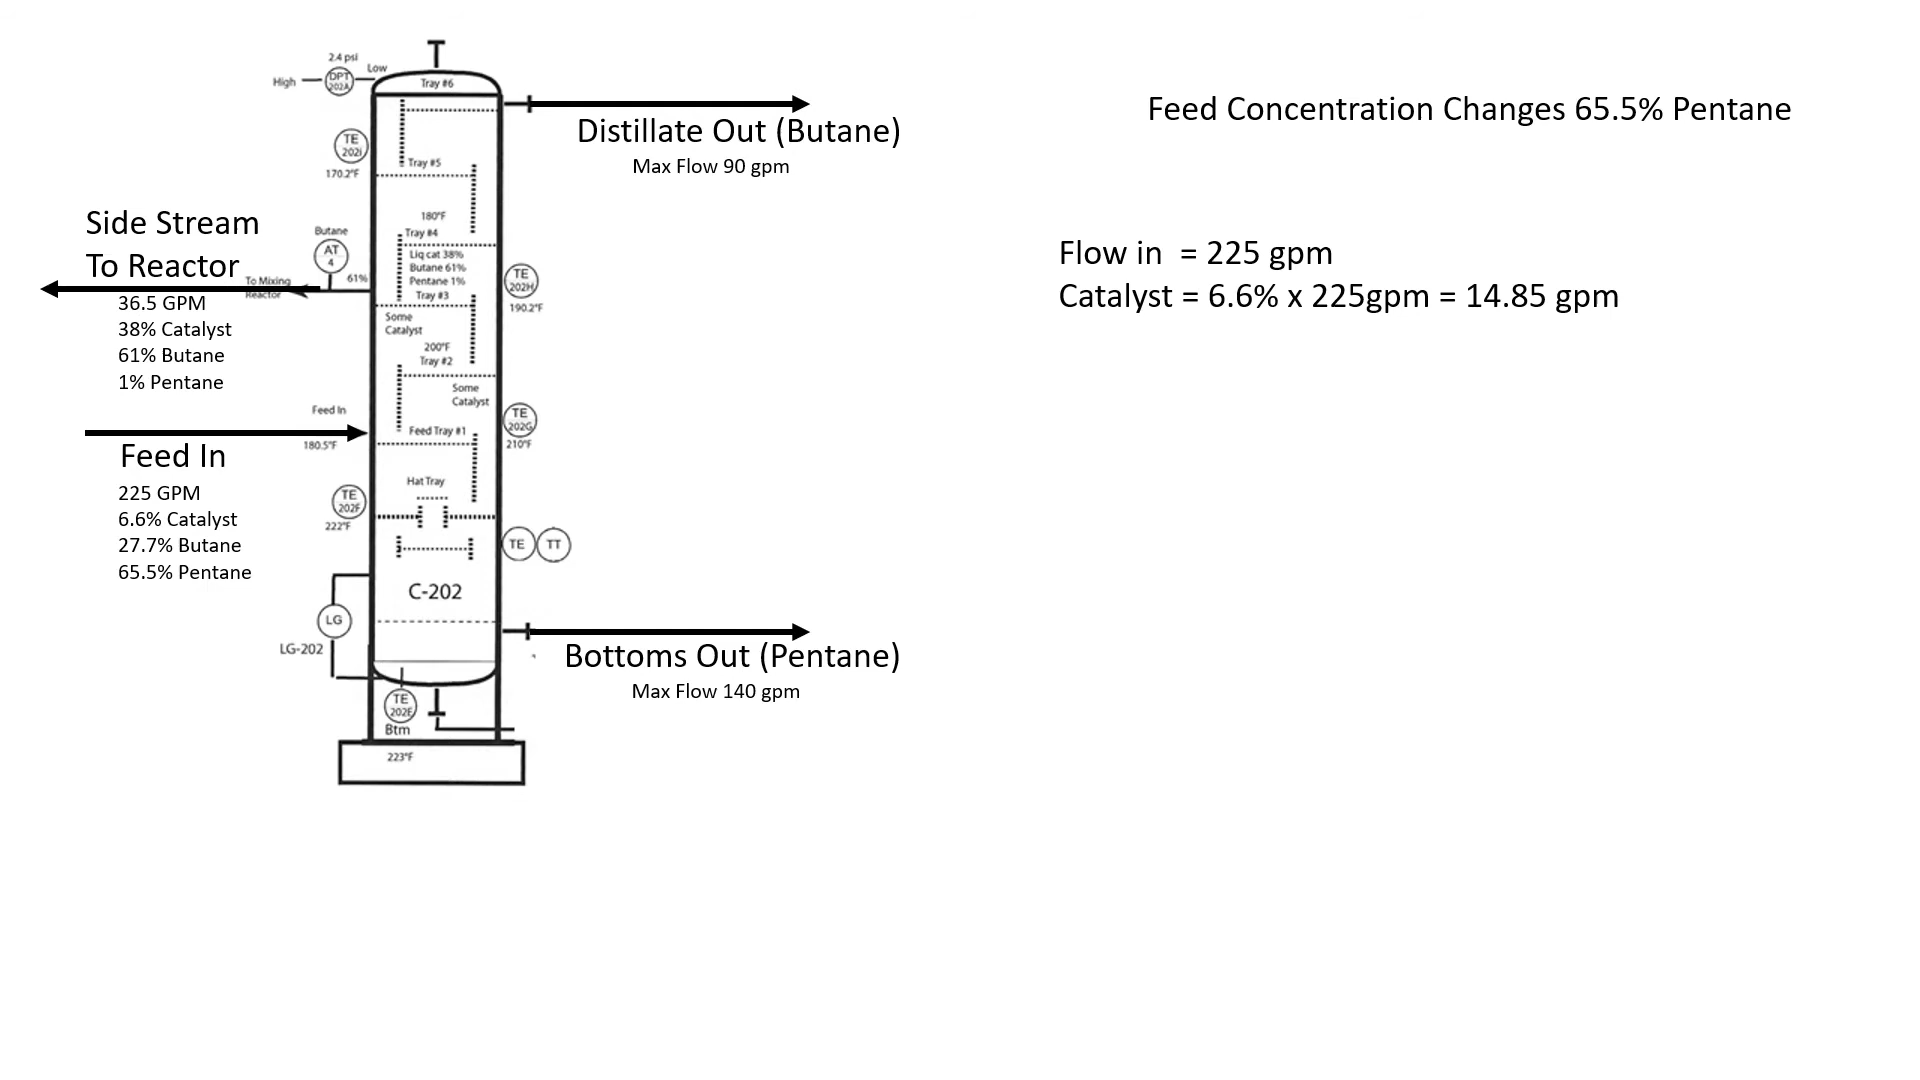 2.4 psi
High
DPT
202A
Low
Tray #6
Distillate Out (Butane)
Max Flow 90 gpm
Feed Concentration Changes 65.5% Pentane
TE
202I
170.2°F
Tray #5
180°F
Tray #4
Side Stream
To Reactor
Butane
AT
4
61%
To Mixing
Reactor
Liq cat 38%
Butane 61%
Pentane 1%
Tray #3
TE
202H
190.2°F
Flow in = 225 gpm
Catalyst = 6.6% x 225gpm = 14.85 gpm
36.5 GPM
38% Catalyst
61% Butane
1% Pentane
Some
Catalyst
200°F
Tray #2
Some
Catalyst
Feed In
180.5°F
Feed Tray #1
TE
202G
210°F
Feed In
225 GPM
6.6% Catalyst
27.7% Butane
65.5% Pentane
Hat Tray
TE
202F
222°F
TE
TT
C-202
LG
LG-202
Bottoms Out (Pentane)
Max Flow 140 gpm
TE
202E
Btm
223°F